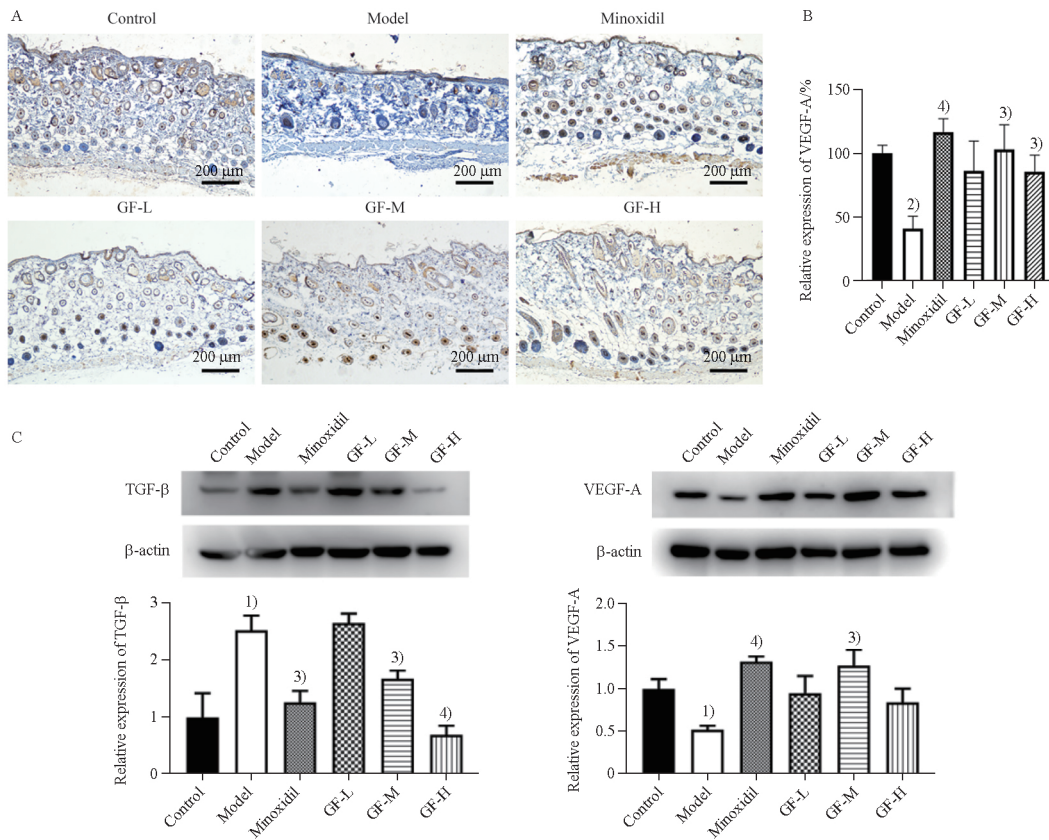 A
Control
Model
Minoxidil
200 μm
200 μm
200 μm
GF-L
GF-M
GF-H
200 μm
200 μm
200 μm
B
Relative expression of VEGF-A/%
150
100
50
0
2)
4)
3)
3)
Control
Model
Minoxidil
GF-L
GF-M
GF-H
C
Control
Model
Minoxidil
GF-L
GF-M
GF-H
TGF-β
β-actin
Relative expression of TGF-β
3
2
1
0
1)
3)
3)
4)
Control
Model
Minoxidil
GF-L
GF-M
GF-H
Control
Model
Minoxidil
GF-L
GF-M
GF-H
VEGF-A
β-actin
Relative expression of VEGF-A
2.0
1.5
1.0
0.5
0
1)
4)
3)
Control
Model
Minoxidil
GF-L
GF-M
GF-H